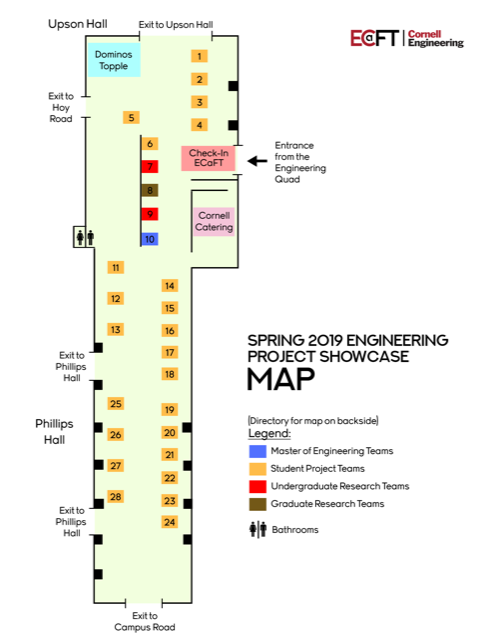 Upson Hall
Exit to Upson Hall
EC@FT
Cornell
Engineering
Dominos
Topple
1
2
3
4
Exit to
Hoy
Road
5
6
7
8
9
10
Check-In
ECaFT
Entrance
from the
Engineering
Quad
Cornell
Catering
11
12
13
14
15
16
17
18
Exit to
Phillips
Hall
SPRING 2019 ENGINEERING
PROJECT SHOWCASE
MAP
Phillips
Hall
25
26
27
28
19
20
21
22
23
24
Exit to
Phillips
Hall
(Directory for map on backside)
Legend:
Master of Engineering Teams
Student Project Teams
Undergraduate Research Teams
Graduate Research Teams
Bathrooms
Exit to
Campus Road